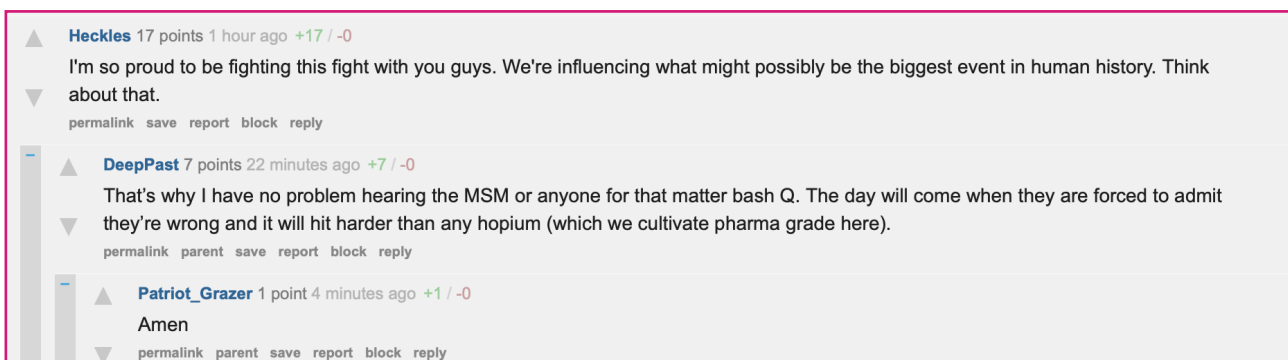 Heckles 17 points 1 hour ago +17 / -0
I'm so proud to be fighting this fight with you guys. We're influencing what might possibly be the biggest event in human history. Think
about that.
permalink save report block reply
DeepPast 7 points 22 minutes ago +7 / -0
That’s why I have no problem hearing the MSM or anyone for that matter bash Q. The day will come when they are forced to admit
they’re wrong and it will hit harder than any hopium (which we cultivate pharma grade here).
permalink parent save report block reply
Patriot_Grazer 1 point 4 minutes ago +1 / -0
Amen
permalink parent save report block reply